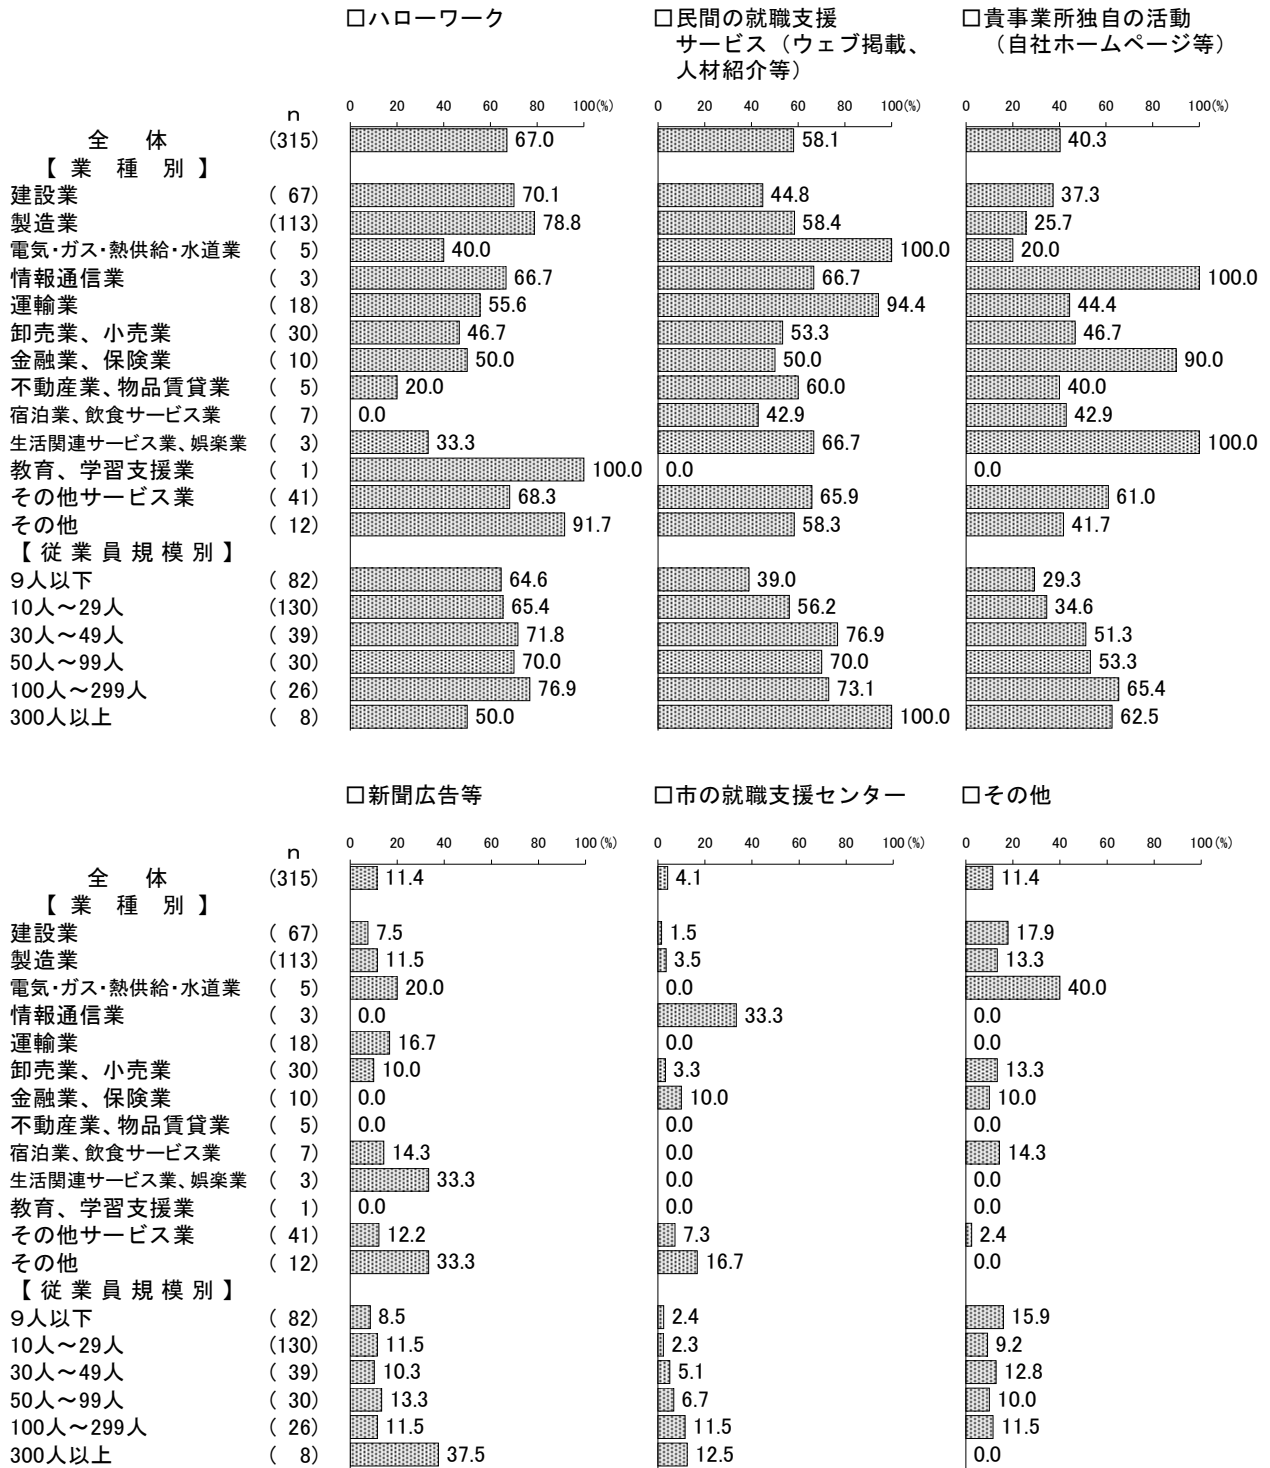 □ハローワーク □民間の就職支援 □貴事業所独自の活動
サービス（ウェブ掲載、 （自社ホームページ等）
人材紹介等）
0 20 40 60 80 100(%) 0 20 40 60 80 100(%) 0 20 40 60 80 100(%)
n
全 体 (315) 67.0 58.1 40.3
【 業 種 別 】
建設業 ( 67) 70.1 44.8 37.3
製造業 (113) 78.8 58.4 25.7
電気・ガス・熱供給・水道業 ( 5) 40.0 100.0 20.0
情報通信業 ( 3) 66.7 66.7 100.0
運輸業 ( 18) 55.6 94.4 44.4
卸売業、小売業 ( 30) 46.7 53.3 46.7
金融業、保険業 ( 10) 50.0 50.0 90.0
不動産業、物品賃貸業 ( 5) 20.0 60.0 40.0
宿泊業、飲食サービス業 ( 7) 0.0 42.9 42.9
生活関連サービス業、娯楽業 ( 3) 33.3 66.7 100.0
教育、学習支援業 ( 1) 100.0 0.0 0.0
その他サービス業 ( 41) 68.3 65.9 61.0
その他 ( 12) 91.7 58.3 41.7
【 従 業 員 規 模 別 】
９人以下 ( 82) 64.6 39.0 29.3
10人～29人 (130) 65.4 56.2 34.6
30人～49人 ( 39) 71.8 76.9 51.3
50人～99人 ( 30) 70.0 70.0 53.3
100人～299人 ( 26) 76.9 73.1 65.4
300人以上 ( 8) 50.0 100.0 62.5
□新聞広告等 □市の就職支援センター □その他
0 20 40 60 80 100(%) 0 20 40 60 80 100(%) 0 20 40 60 80 100(%)
n
全 体 (315) 11.4 4.1 11.4
【 業 種 別 】
建設業 ( 67) 7.5 1.5 17.9
製造業 (113) 11.5 3.5 13.3
電気・ガス・熱供給・水道業 ( 5) 20.0 0.0 40.0
情報通信業 ( 3) 0.0 33.3 0.0
運輸業 ( 18) 16.7 0.0 0.0
卸売業、小売業 ( 30) 10.0 3.3 13.3
金融業、保険業 ( 10) 0.0 10.0 10.0
不動産業、物品賃貸業 ( 5) 0.0 0.0 0.0
宿泊業、飲食サービス業 ( 7) 14.3 0.0 14.3
生活関連サービス業、娯楽業 ( 3) 33.3 0.0 0.0
教育、学習支援業 ( 1) 0.0 0.0 0.0
その他サービス業 ( 41) 12.2 7.3 2.4
その他 ( 12) 33.3 16.7 0.0
【 従 業 員 規 模 別 】
９人以下 ( 82) 8.5 2.4 15.9
10人～29人 (130) 11.5 2.3 9.2
30人～49人 ( 39) 10.3 5.1 12.8
50人～99人 ( 30) 13.3 6.7 10.0
100人～299人 ( 26) 11.5 11.5 11.5
300人以上 ( 8) 37.5 12.5 0.0